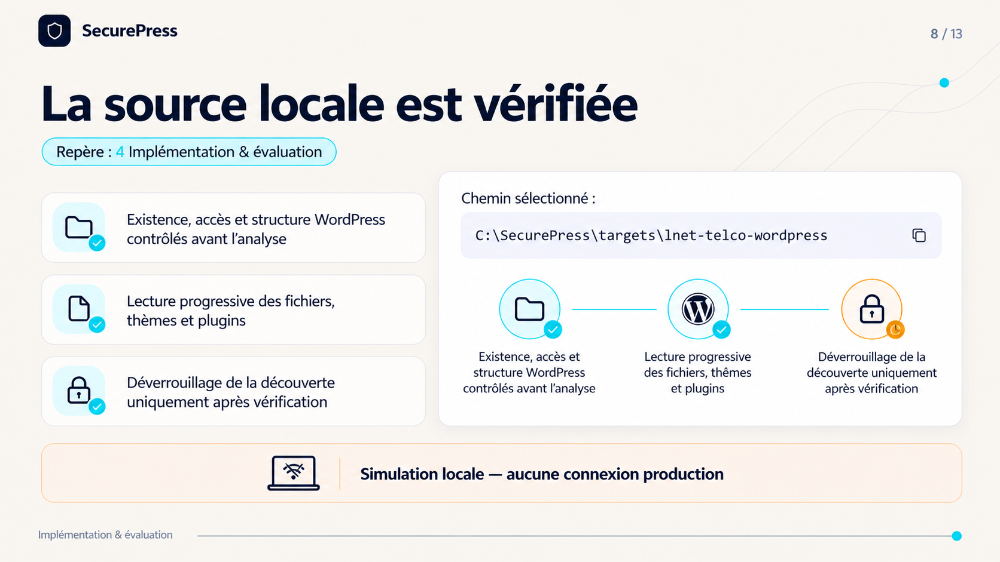 SecurePress
8 / 13
La source locale est vérifiée
Repère : 4 Implémentation & évaluation
Existence, accès et structure WordPress
contrôlés avant l’analyse
Lecture progressive des fichiers,
thèmes et plugins
Déverrouillage de la découverte
uniquement après vérification
Chemin sélectionné :
C:\SecurePress\targets\lnet-telco-wordpress
Existence, accès et
structure WordPress
contrôlés avant l’analyse
Lecture progressive
des fichiers, thêmes
et plugins
Déverrouillage de la
découverte uniquement
après vérification
Simulation locale — aucune connexion production
Implémentation & évaluation